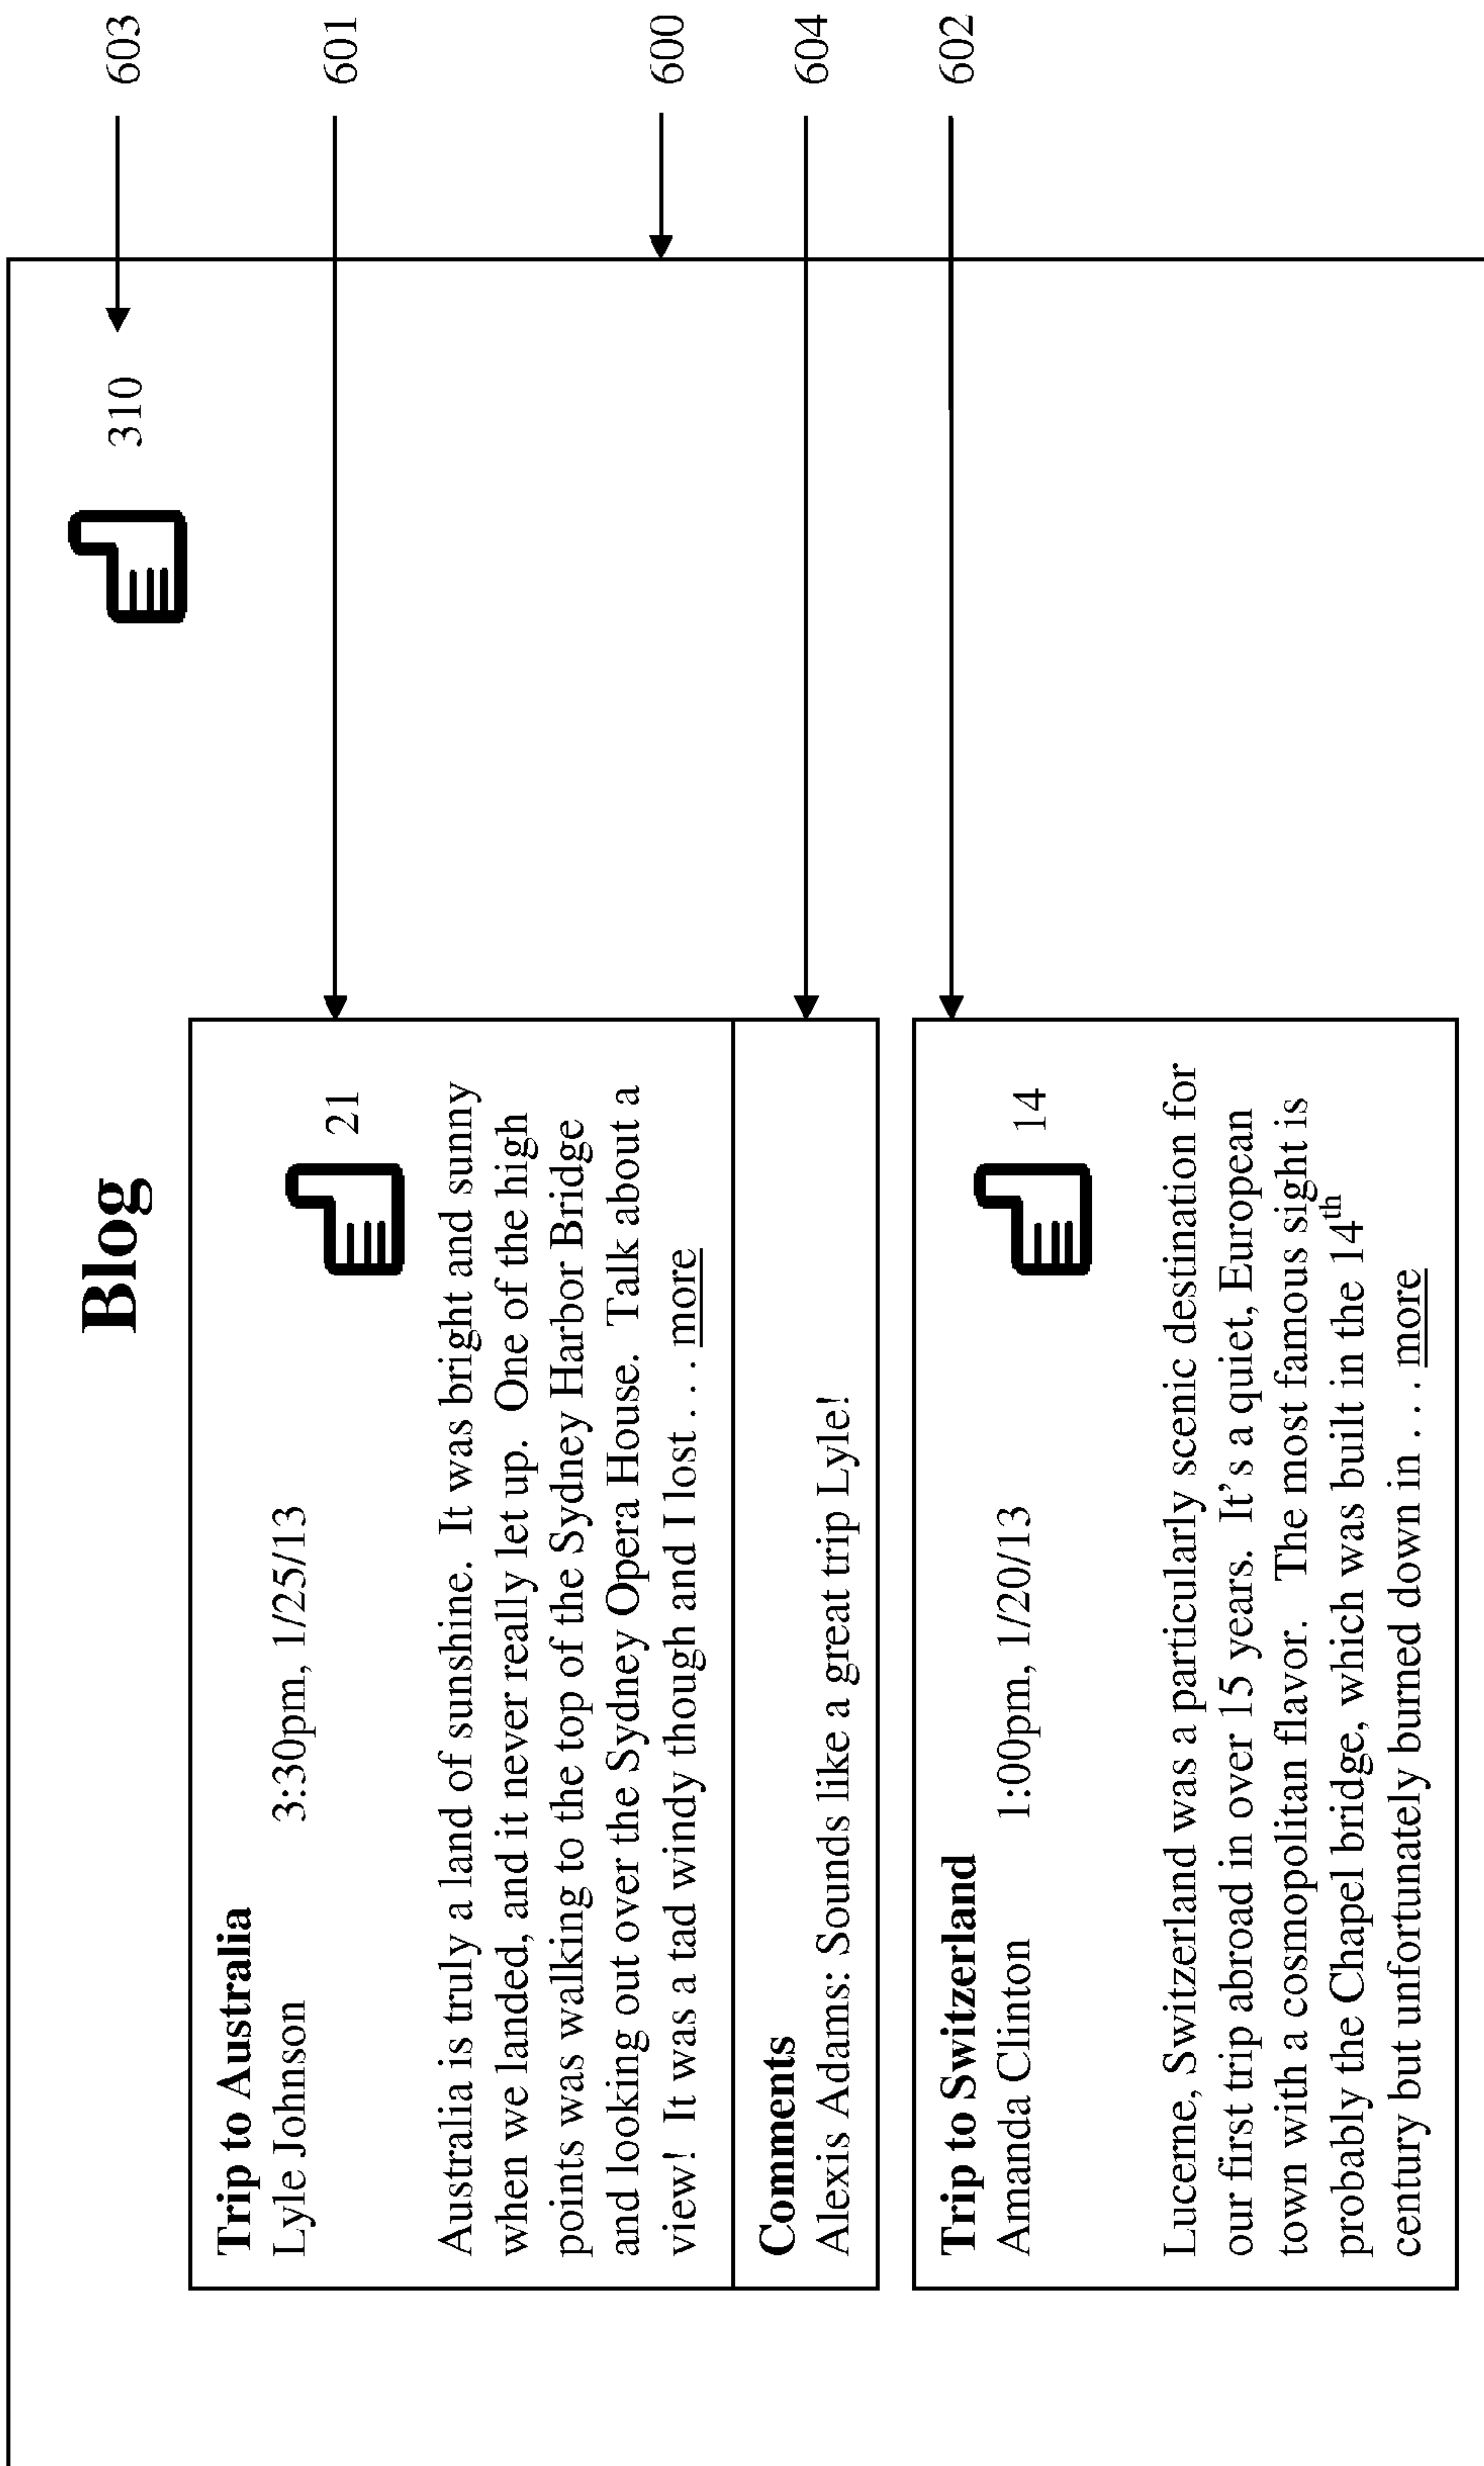 Blog
310
603
Trip to Australia
Lyle Johnson 3:30pm, 1/25/13
21
601
Australia is truly a land of sunshine. It was bright and sunny
when we landed, and it never really let up. One of the high
points was walking to the top of the Sydney Harbor Bridge
and looking out over the Sydney Opera House. Talk about a
view! It was a tad windy though and I lost . . . more
600
Comments
Alexis Adams: Sounds like a great trip Lyle!
604
Trip to Switzerland
Amanda Clinton 1:00pm, 1/20/13
14
602
Lucerne, Switzerland was a particularly scenic destination for
our first trip abroad in over 15 years. It's a quiet, European
town with a cosmopolitan flavor. The most famous sight is
probably the Chapel bridge, which was built in the 14th
century but unfortunately burned down in . . . more